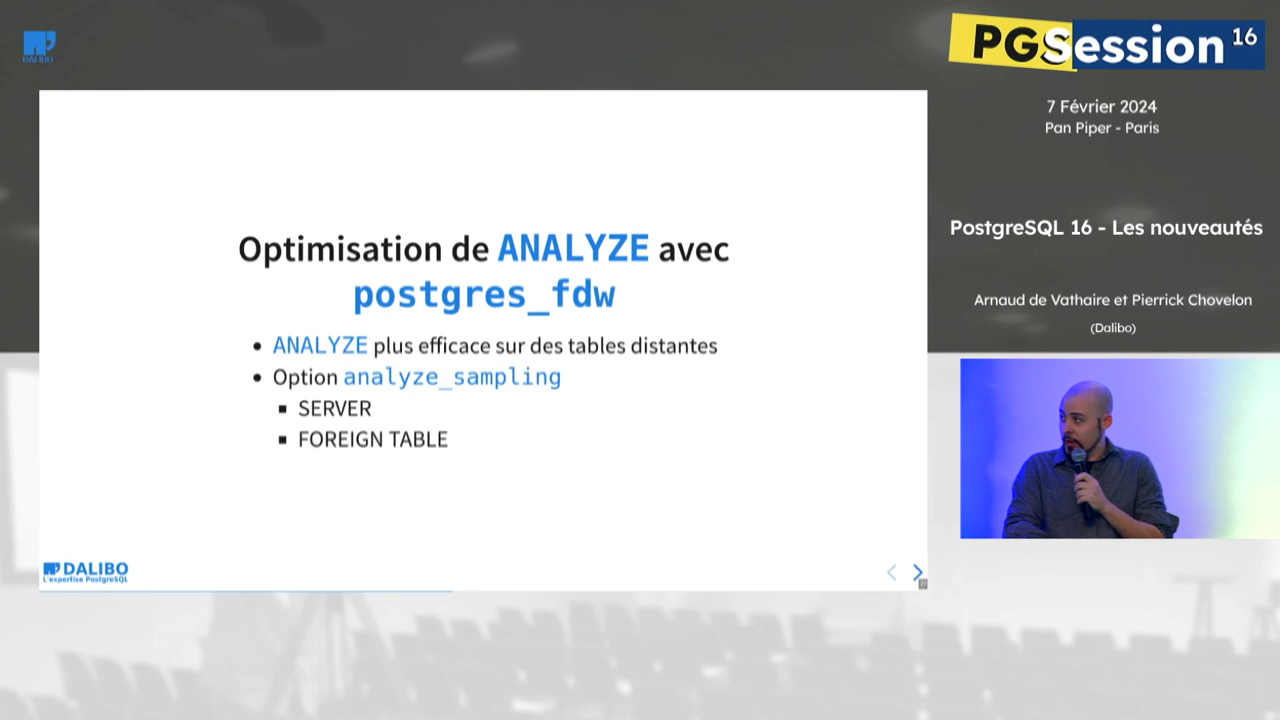 DALIBO
PGSession 16
7 Février 2024
Pan Piper - Paris
PostgreSQL 16 - Les nouveautés
Arnaud de Vathaire et Pierrick Chovelon
(Dalibo)
Optimisation de ANALYZE avec
postgres_fdw
ANALYZE plus efficace sur des tables distantes
Option analyze_sampling
SERVER
FOREIGN TABLE
DALIBO
L'expertise PostgreSQL